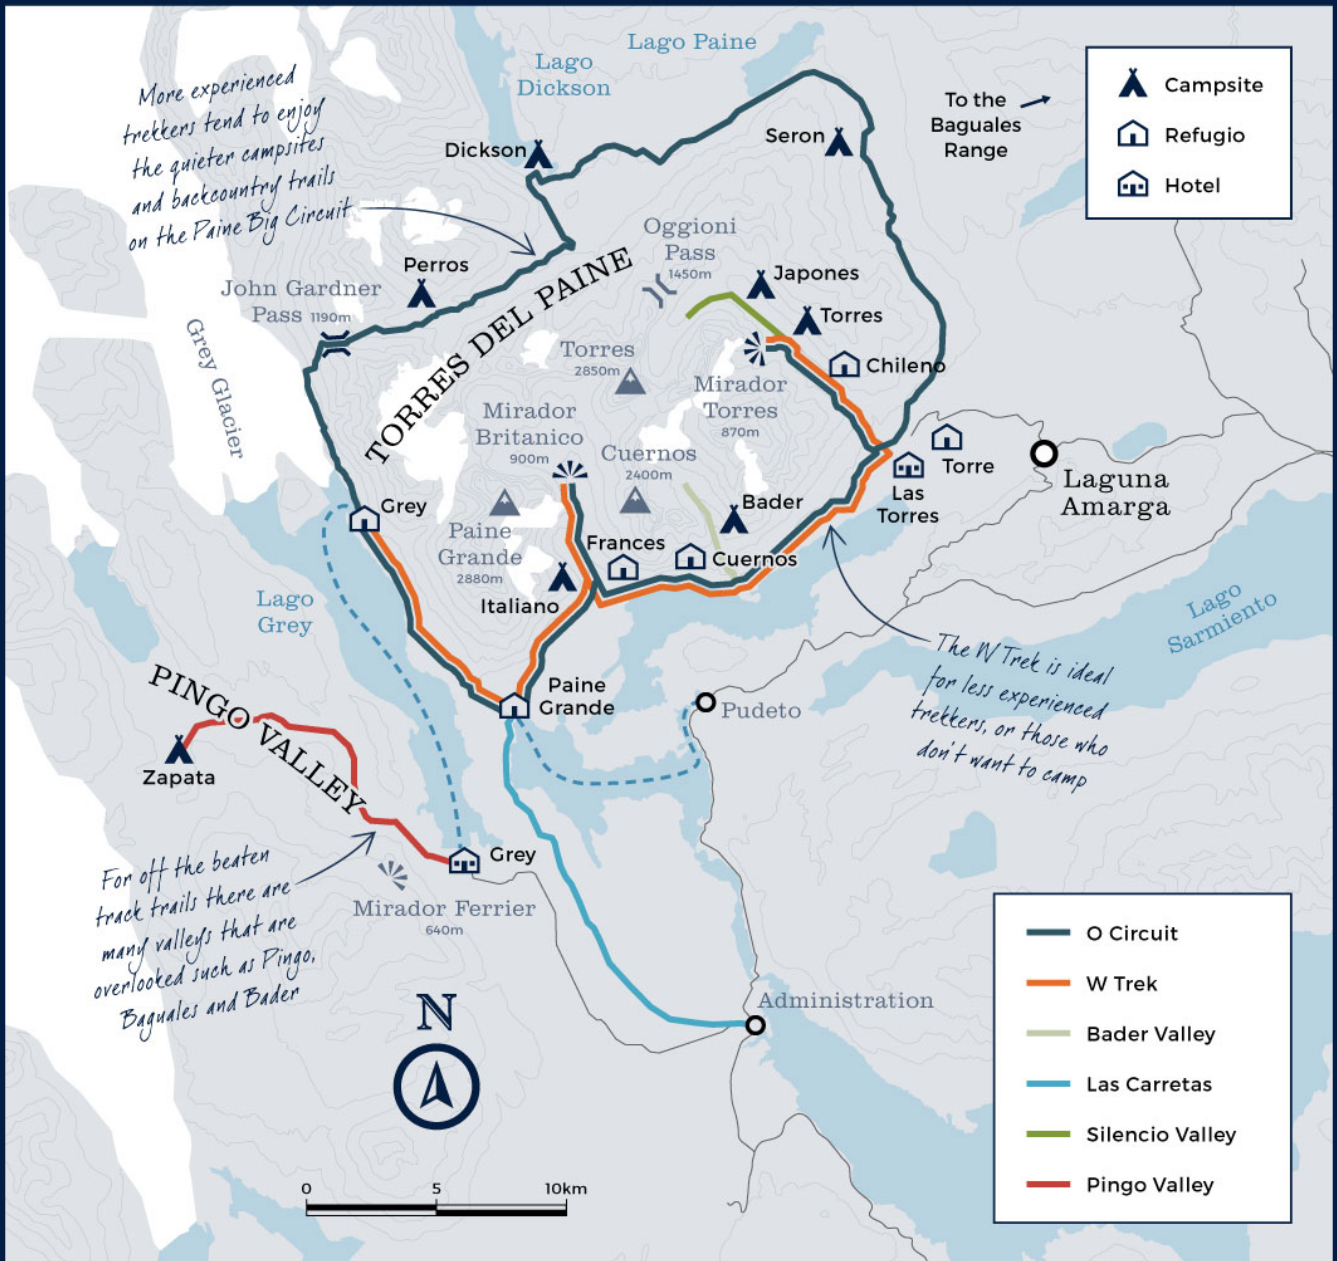 Lago Paine
Lago
Dickson
More experienced
trekkers tend to enjoy
the quieter campsites
and backcountry trails
on the Paine Big Circuit
Dickson
Seron
To the
Baguales
Range
Campsite
Refugio
Hotel
Oggioni
Pass
1450m
Perros
Japones
John Gardner
Pass 1190m
Torres
TORRES DEL PAINE
Grey Glacier
Torres
2850m
Chileno
Mirador
Torres
870m
Mirador
Britanico
900m
Cuernos
2400m
Torre
Las
Torres
Laguna
Amarga
Grey
Bader
Paine
Grande
2880m
Frances
Cuernos
Italiano
Lago
Grey
Lago
Sarmiento
The W Trek is ideal
for less experienced
trekkers, or those who
don't want to camp
PINGO VALLEY
Paine
Grande
Pudeto
Zapata
Grey
For off the beaten
track trails there are
many valleys that are
overlooked such as Pingo,
Baguales and Bader
Mirador Ferrier
640m
Administration
N
0 5 10km
O Circuit
W Trek
Bader Valley
Las Carretas
Silencio Valley
Pingo Valley